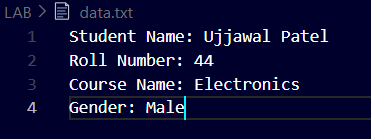 LAB > data.txt
1 Student Name: Ujjawal Patel
2 Roll Number: 44
3 Course Name: Electronics
4 Gender: Male